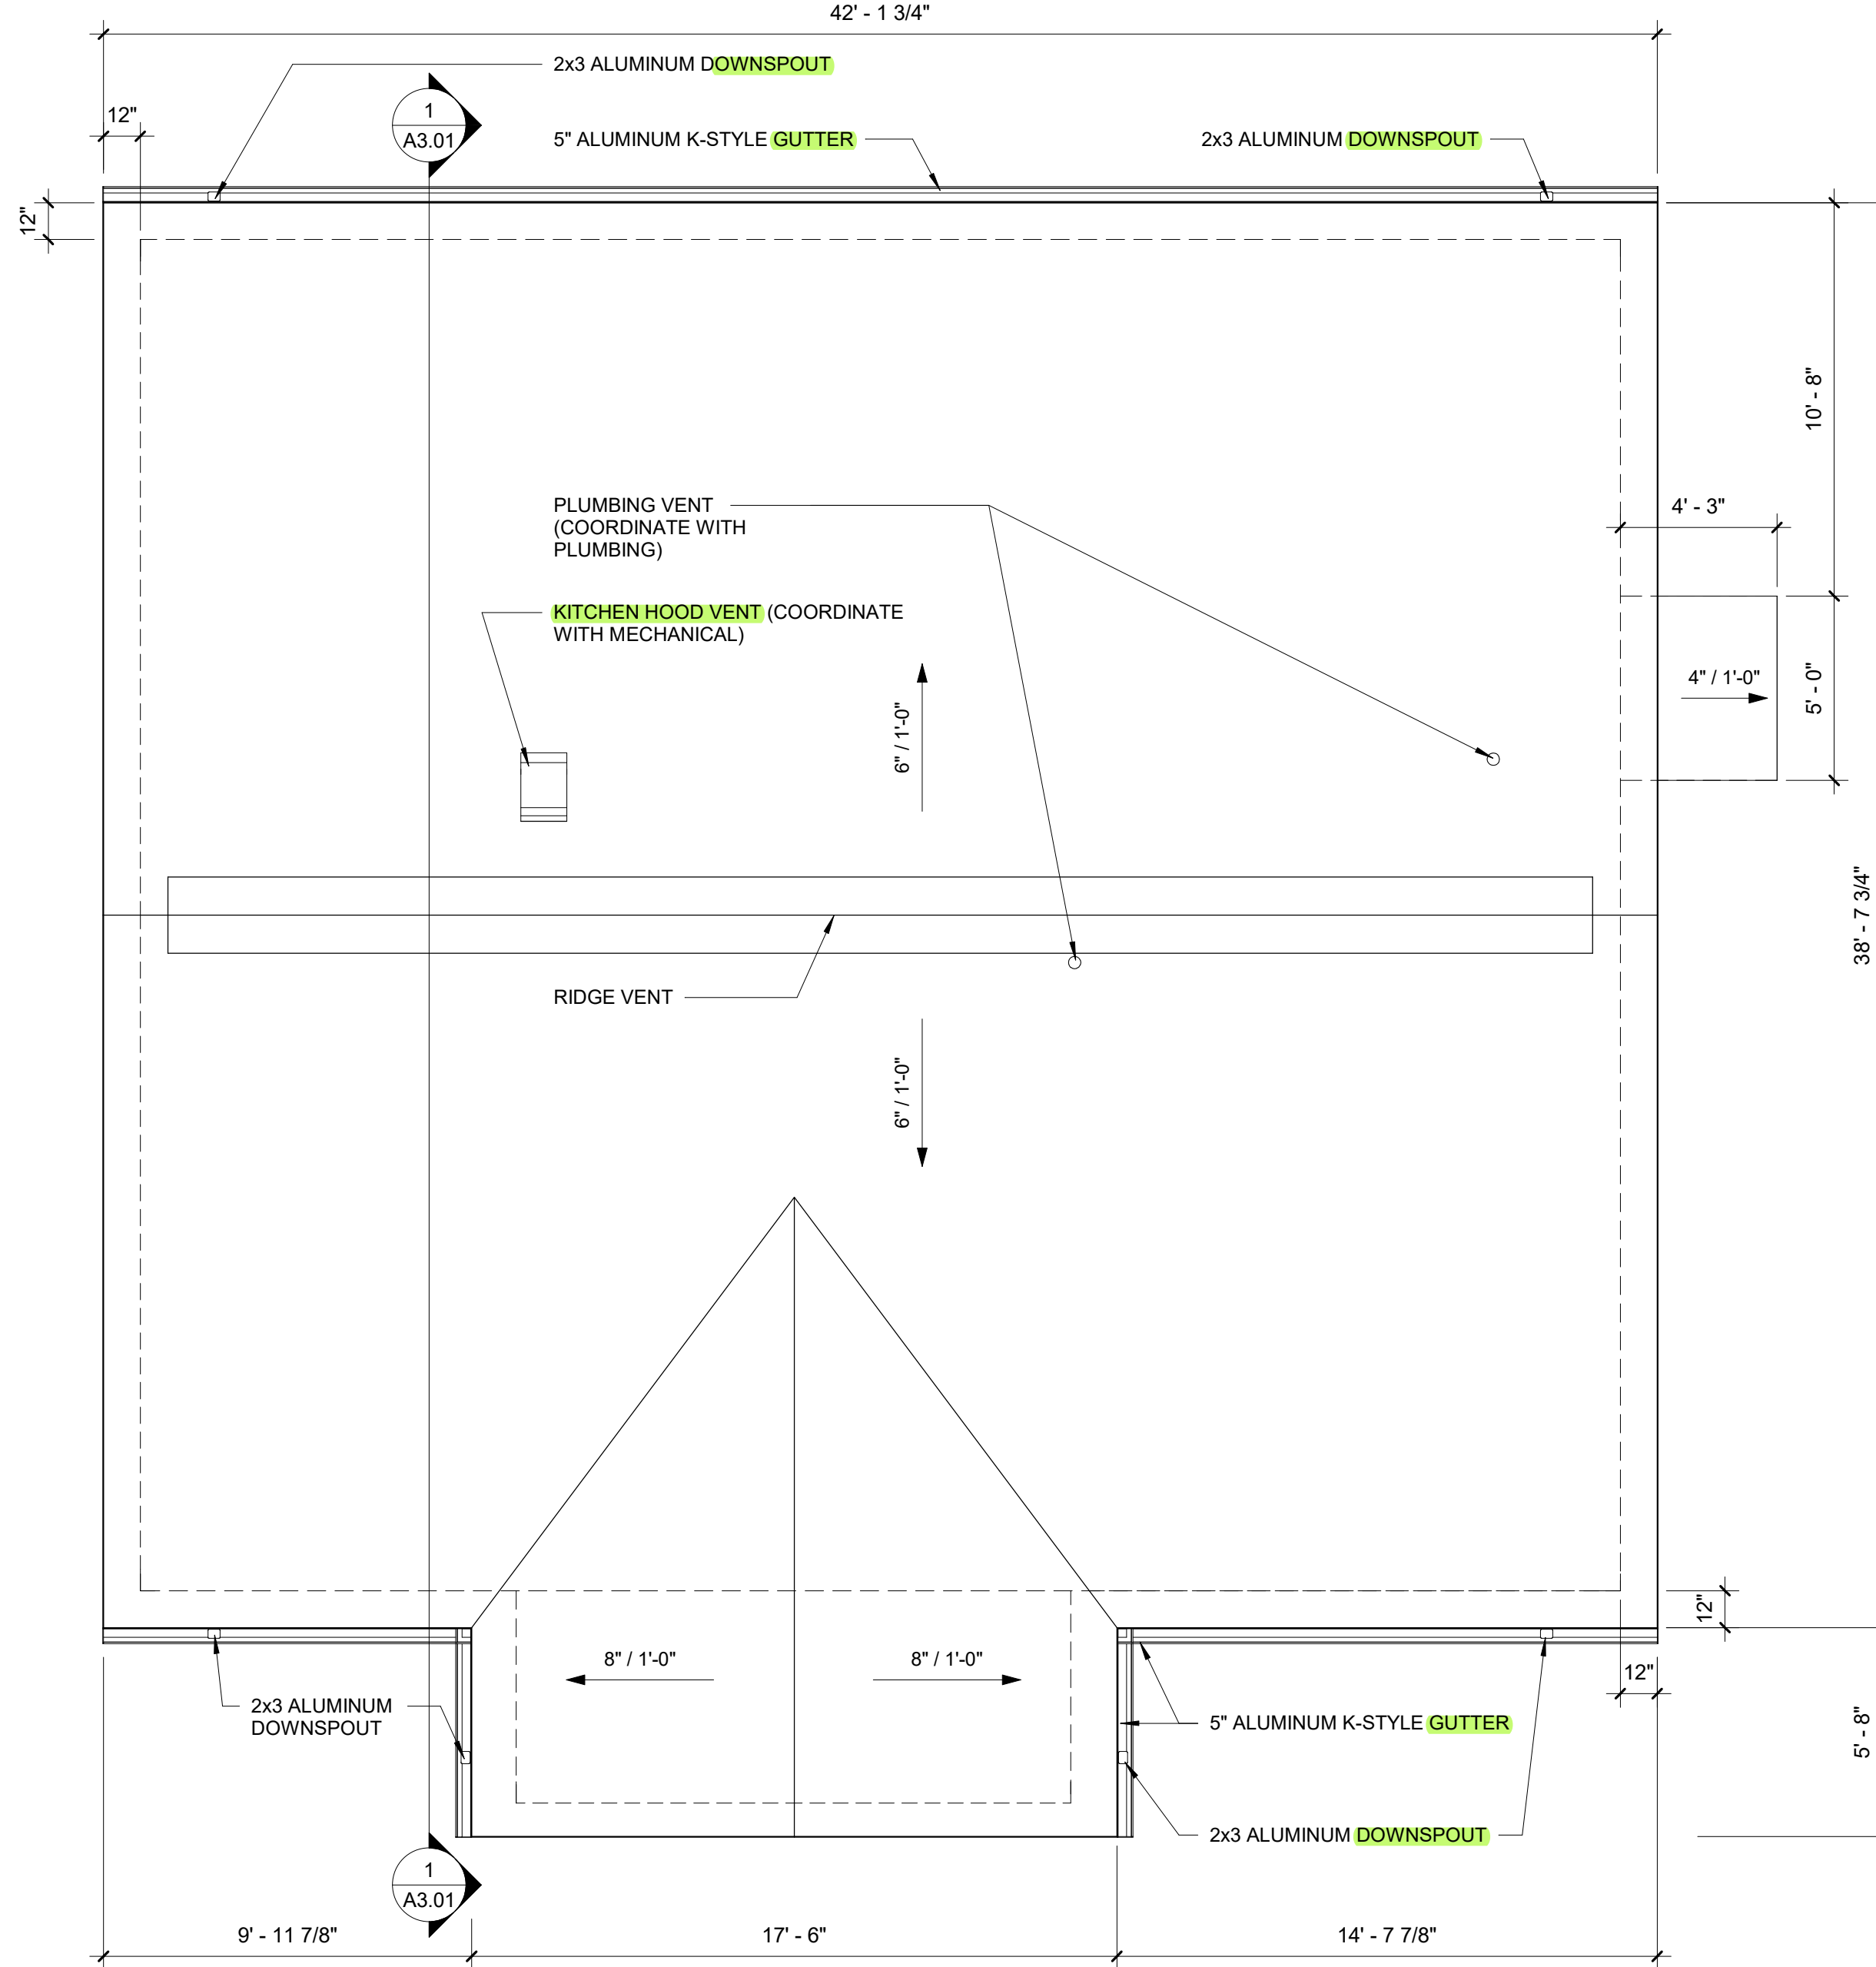 42' - 1 3/4"
2x3 ALUMINUM DOWNSPOUT
12"
1
A3.01
5" ALUMINUM K-STYLE GUTTER
2x3 ALUMINUM DOWNSPOUT
12"
10' - 8"
PLUMBING VENT
(COORDINATE WITH
PLUMBING)
4' - 3"
KITCHEN HOOD VENT (COORDINATE
WITH MECHANICAL)
4" / 1'-0"
5' - 0"
6" / 1'-0"
38' - 7 3/4"
RIDGE VENT
6" / 1'-0"
12"
8" / 1'-0"
8" / 1'-0"
12"
2x3 ALUMINUM
DOWNSPOUT
5" ALUMINUM K-STYLE GUTTER
5' - 8"
2x3 ALUMINUM DOWNSPOUT
1
A3.01
9' - 11 7/8"
17' - 6"
14' - 7 7/8"